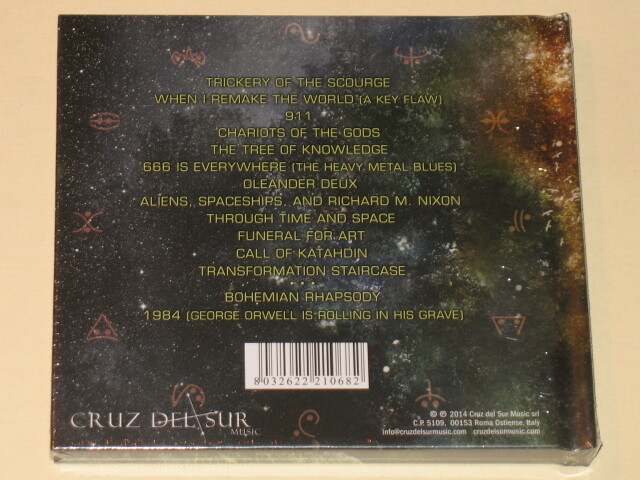 TRICKERY OF THE SCOURGE
WHEN I REMAKE THE WORLD (A KEY FLAW)
911
CHARIOTS OF THE GODS
THE TREE OF KNOWLEDGE
666 IS EVERYWHERE (THE HEAVY METAL BLUES)
OLEANDER DEUX
ALIENS, SPACESHIPS, AND RICHARD M. NIXON
THROUGH TIME AND SPACE
FUNERAL FOR ART
CALL OF KATAHDIN
TRANSFORMATION STAIRCASE
• • •
BOHEMIAN RHAPSODY
1984 (GEORGE ORWELL IS ROLLING IN HIS GRAVE)
8 032622 210682
CRUZ DEL SUR
MUSIC
© ℗ 2014 Cruz del Sur Music srl
C.P. 5109, 00153 Roma Ostiense, Italy
info@cruzdelsurmusic.com cruzdelsurmusic.com